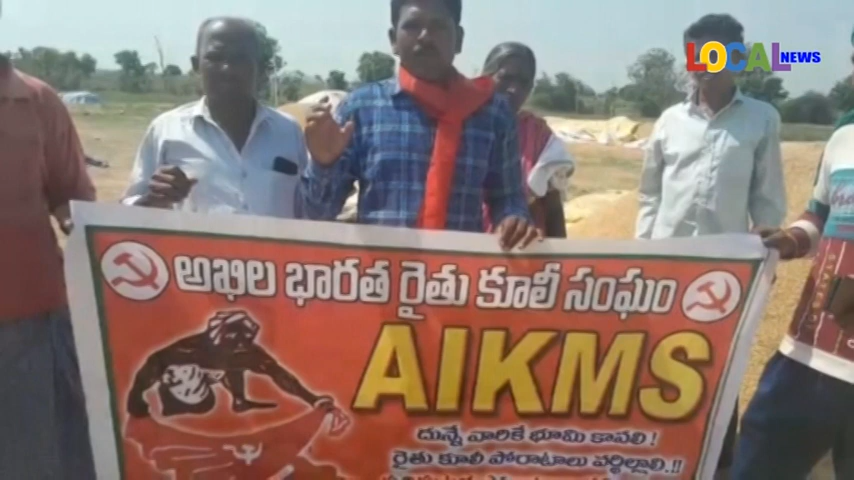 LOCAL NEWS
అఖిల భారత రైతు కూలీ సంఘం
AIKMS
దున్నే వారికే భూమి కావాలి !
రైతు కూలీ పోరాటాలు వర్ధిల్లాలి..!!